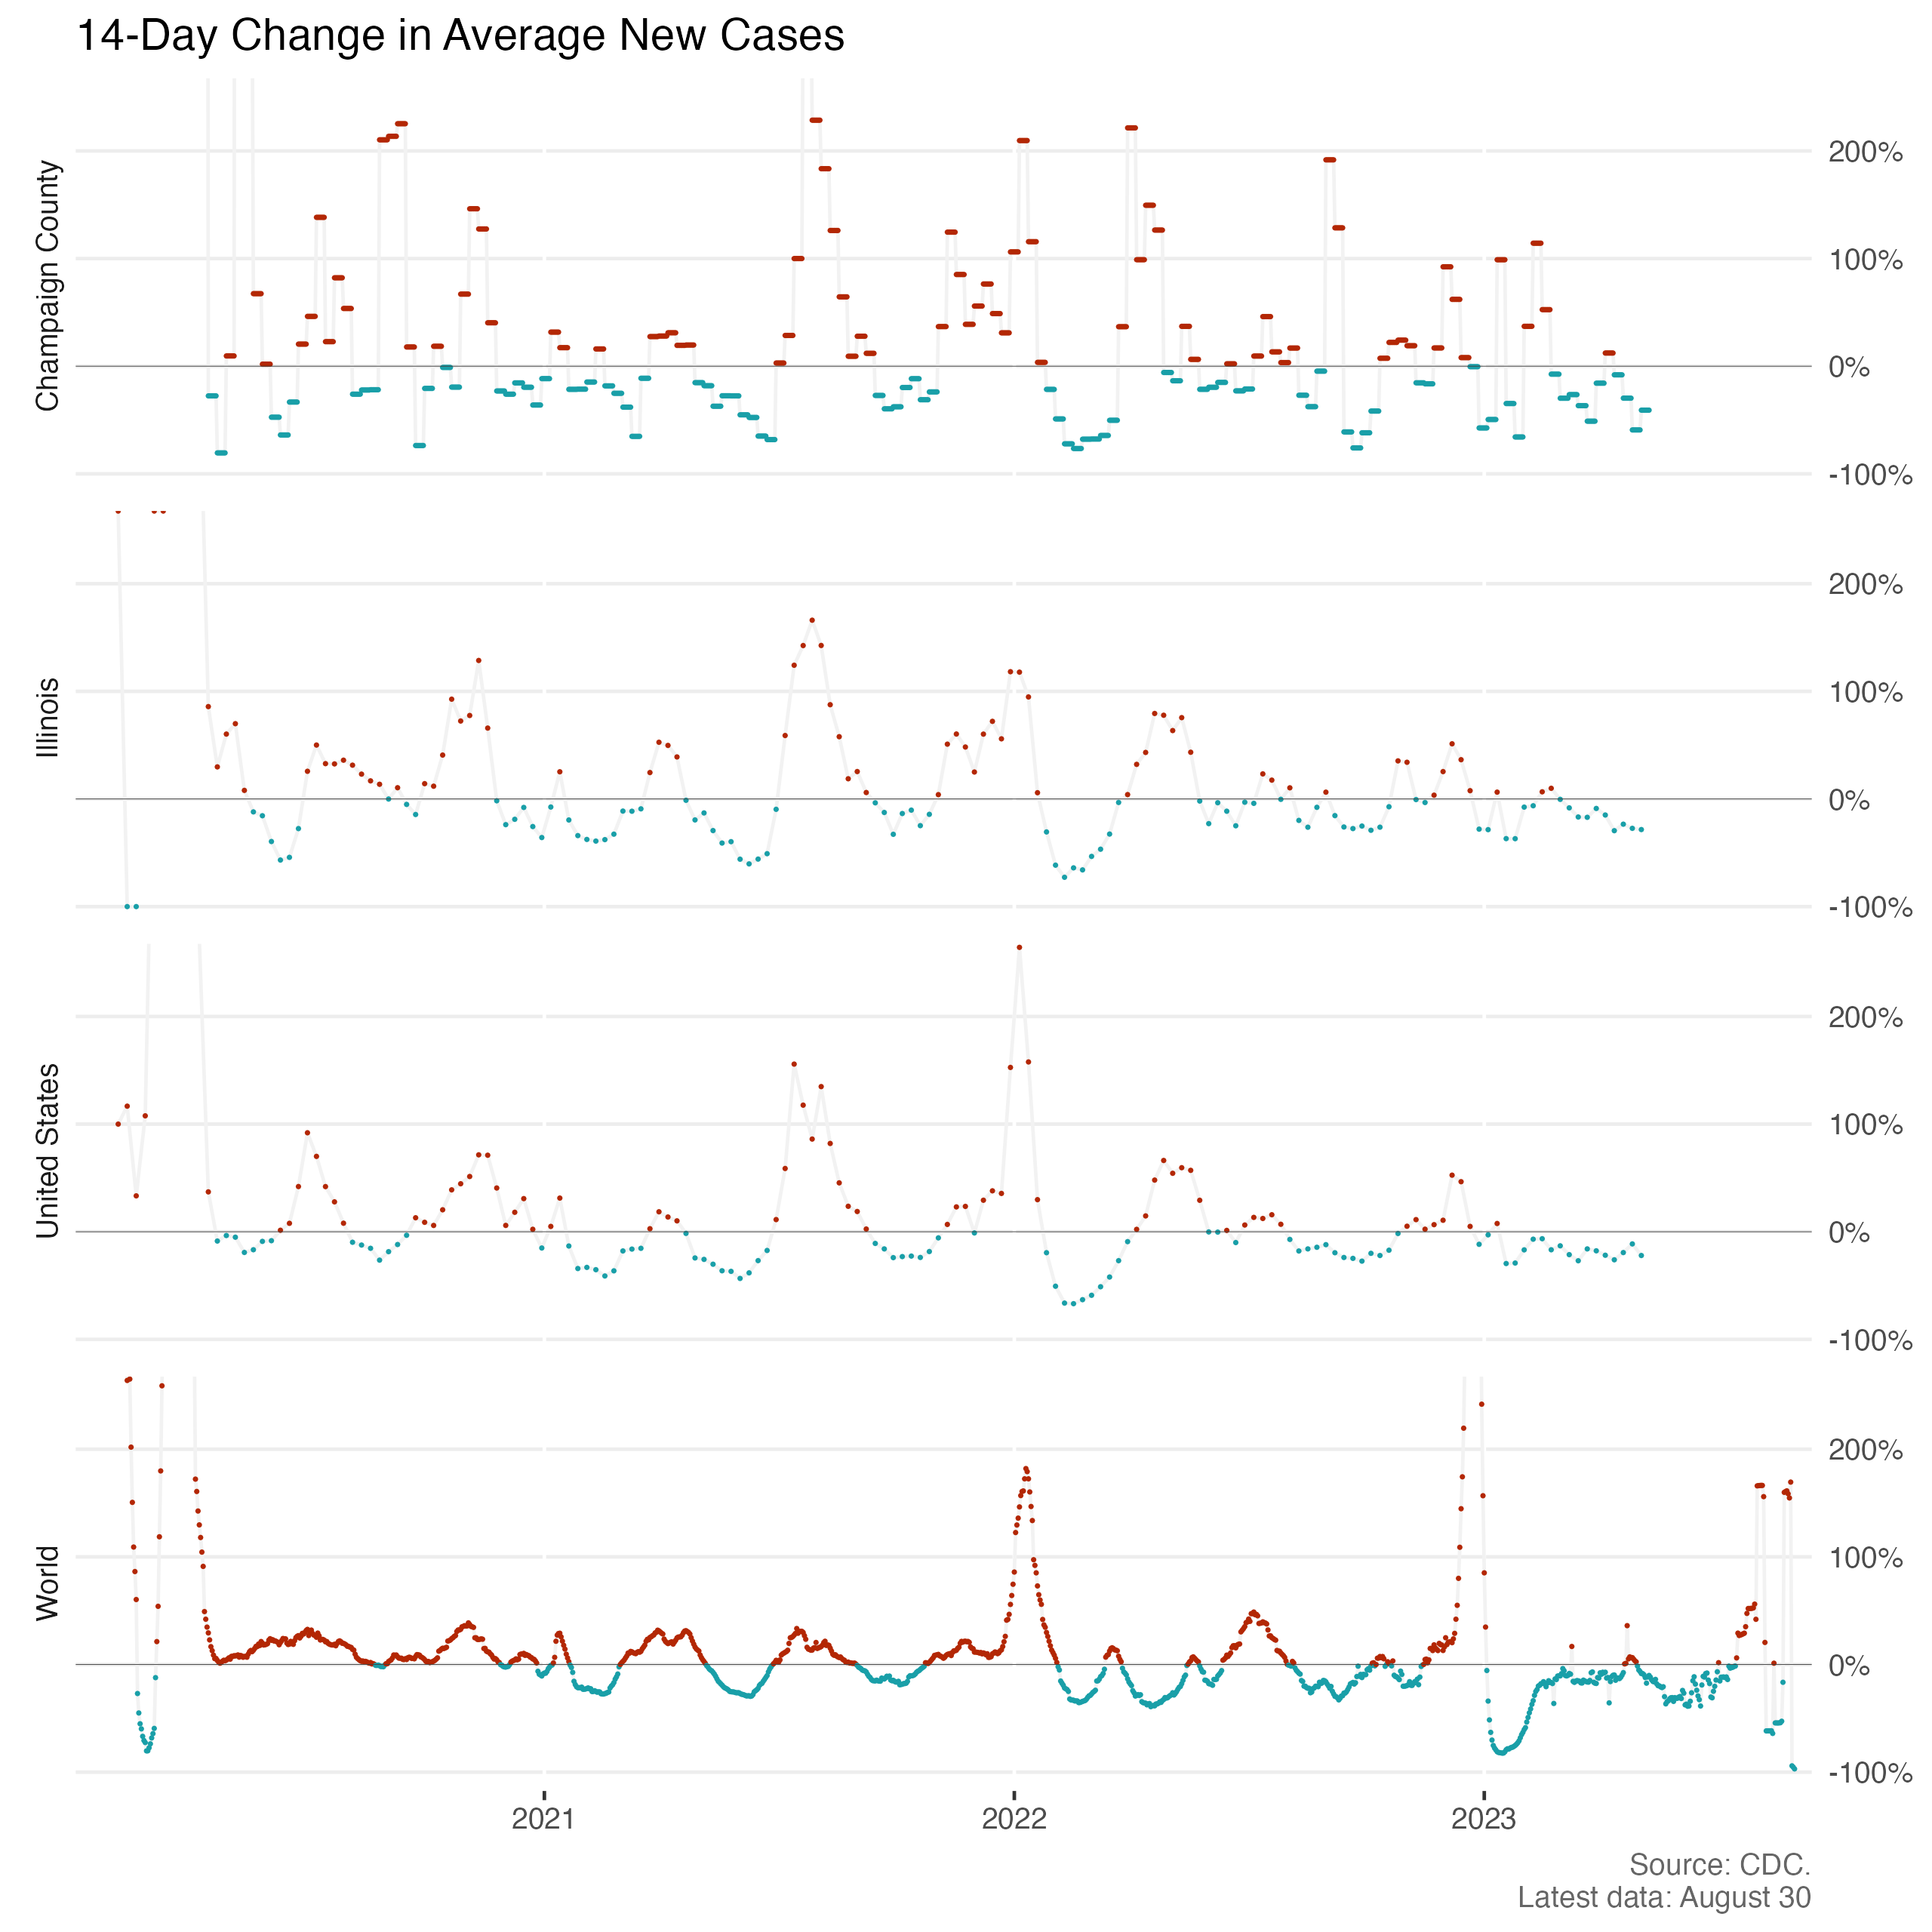 14-Day Change in Average New Cases
Champaign County
200%
100%
0%
-100%
Illinois
200%
100%
0%
-100%
United States
200%
100%
0%
-100%
World
200%
100%
0%
-100%
2021
2022
2023
Source: CDC.
Latest data: August 30